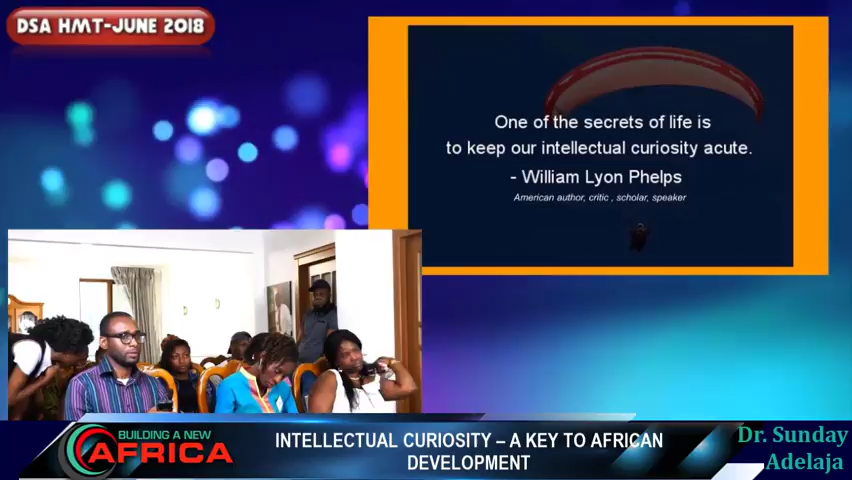 DSA HMT-JUNE 2018
One of the secrets of life is
to keep our intellectual curiosity acute.
- William Lyon Phelps
American author, critic , scholar, speaker
BUILDING A NEW
AFRICA
INTELLECTUAL CURIOSITY – A KEY TO AFRICAN
DEVELOPMENT
Dr. Sunday
Adelaja